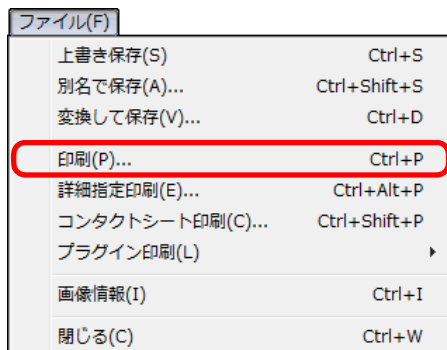 ファイル(F)
上書き保存(S) Ctrl+S
別名で保存(A)... Ctrl+Shift+S
変換して保存(V)... Ctrl+D
印刷(P)... Ctrl+P
詳細指定印刷(E)... Ctrl+Alt+P
コンタクトシート印刷(C)... Ctrl+Shift+P
プラグイン印刷(L)
画像情報(I) Ctrl+I
閉じる(C) Ctrl+W